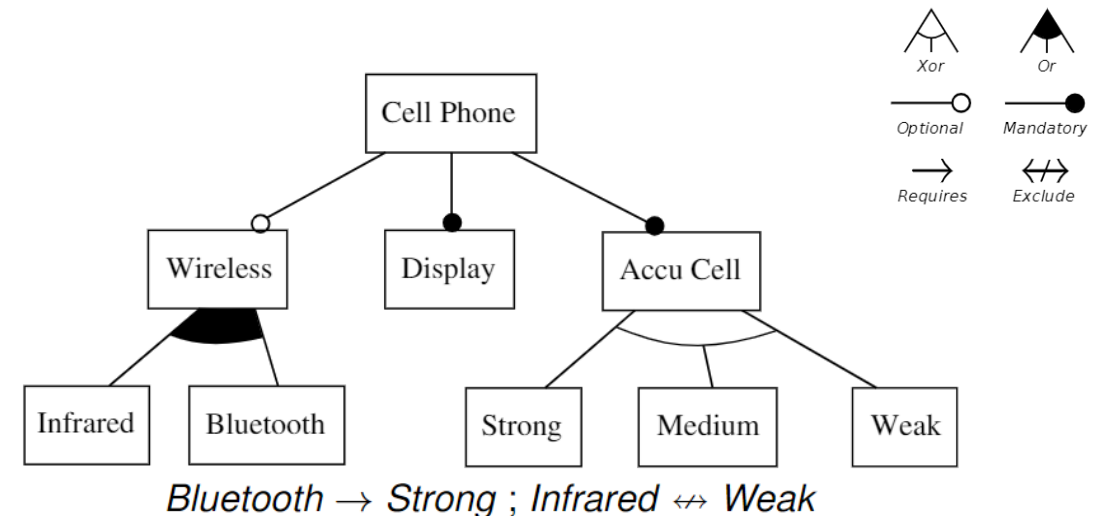 Xor Or
Optional Mandatory
Requires Exclude
Cell Phone
Wireless Display Accu Cell
Infrared Bluetooth Strong Medium Weak
Bluetooth → Strong ; Infrared ↮ Weak